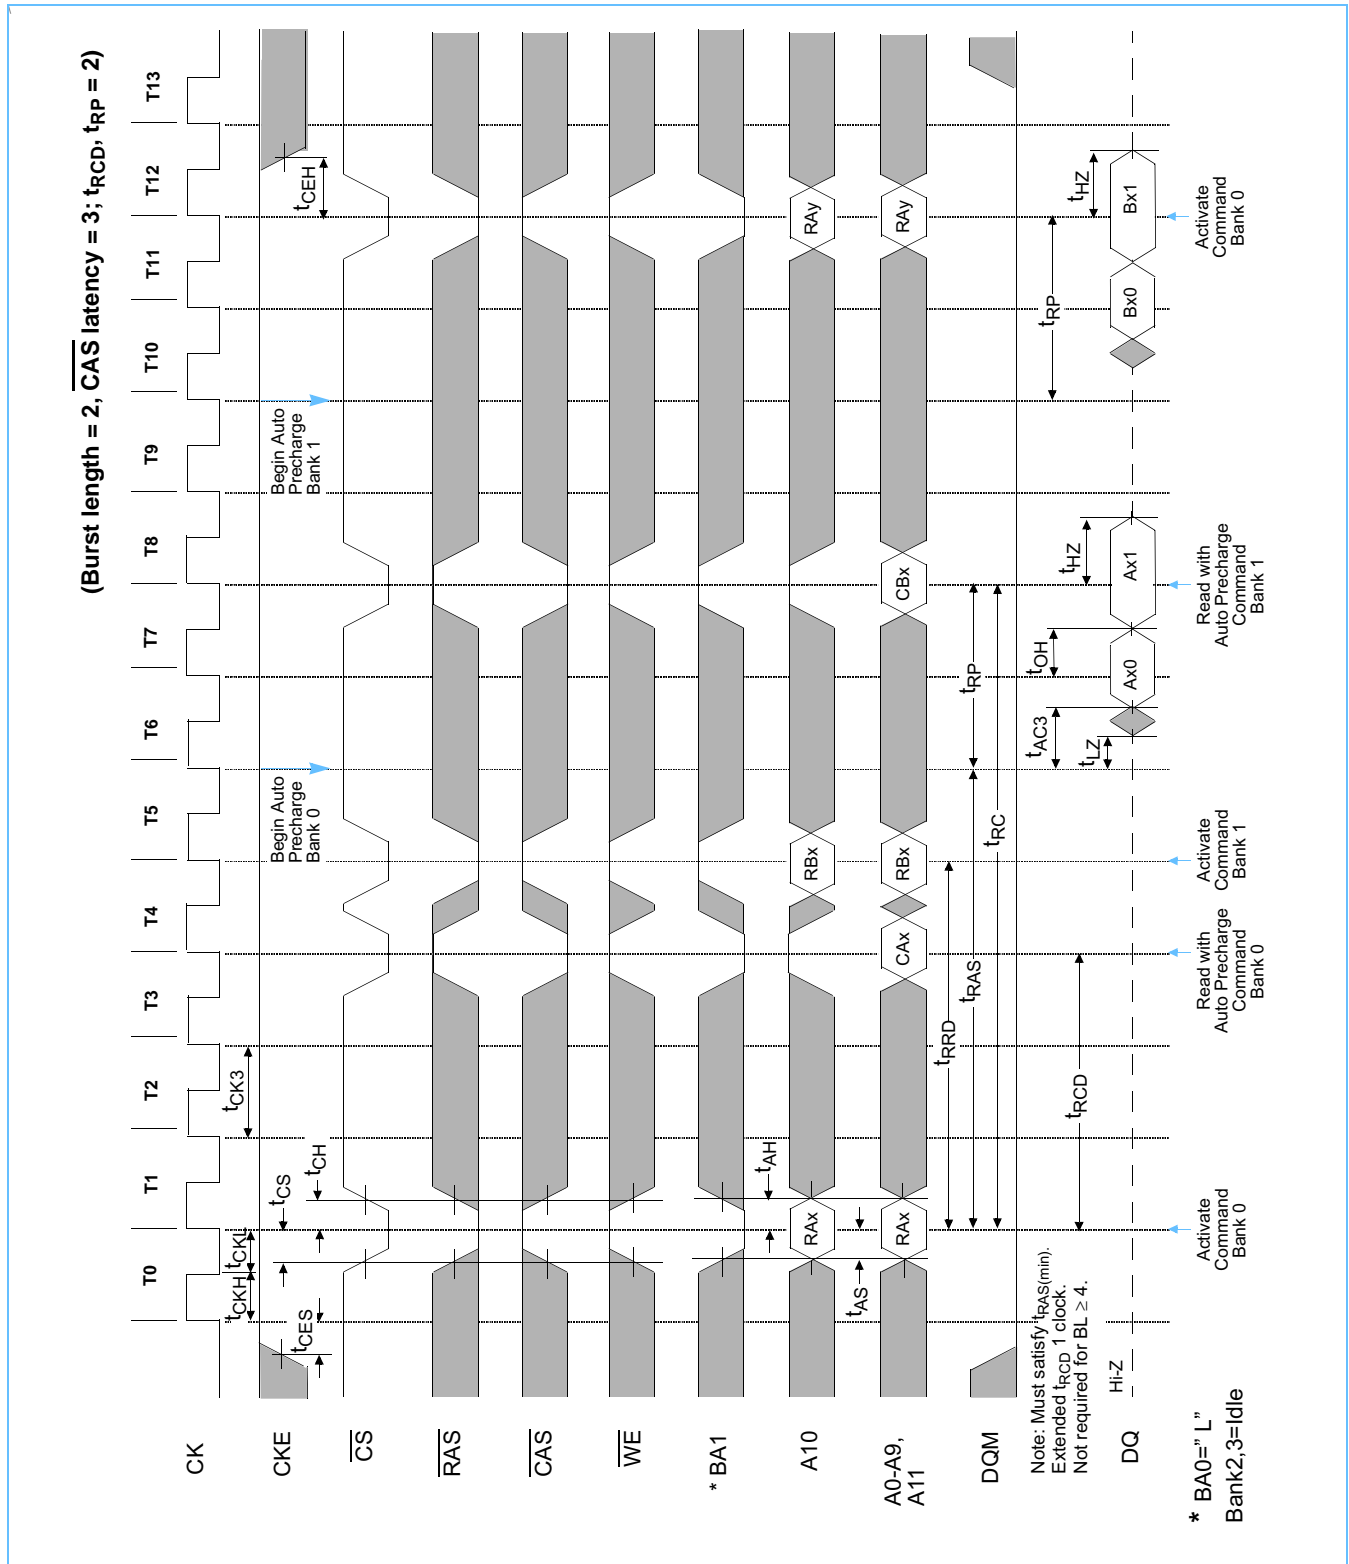 (Burst length = 2, CAS latency = 3; tRCD, tRP = 2)
T0 T1 T2 T3 T4 T5 T6 T7 T8 T9 T10 T11 T12 T13
CK
tCKH tCKL tCK3
CKE
tCES tCS tCH
Begin Auto
Precharge
Bank 0
Begin Auto
Precharge
Bank 1
tCEH
CS
RAS
CAS
WE
* BA1
tAH
A10
RAx RBx RAy
tAS
A0-A9,
A11
RAx CAx RBx CBx RAy
tRRD
tRAS tRP
tRC
DQM
Note: Must satisfy tRAS(min).
Extended tRCD 1 clock.
Not required for BL ≥ 4.
tRCD
tAC3 tOH
tLZ
tHZ
tRP
tHZ
DQ
Hi-Z
Ax0 Ax1 Bx0 Bx1
* BA0=” L”
Bank2,3=Idle
Activate
Command
Bank 0
Read with
Auto Precharge
Command
Bank 0
Activate
Command
Bank 1
Read with
Auto Precharge
Command
Bank 1
Activate
Command
Bank 0